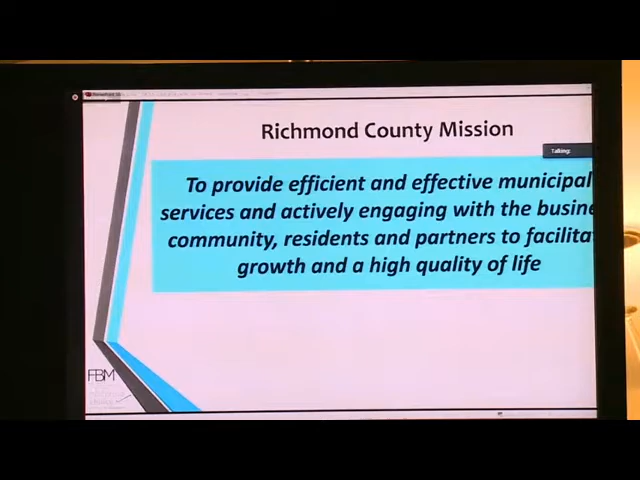 Richmond County Mission
Talking:
To provide efficient and effective municipal
services and actively engaging with the busine
community, residents and partners to facilita
growth and a high quality of life
FBM